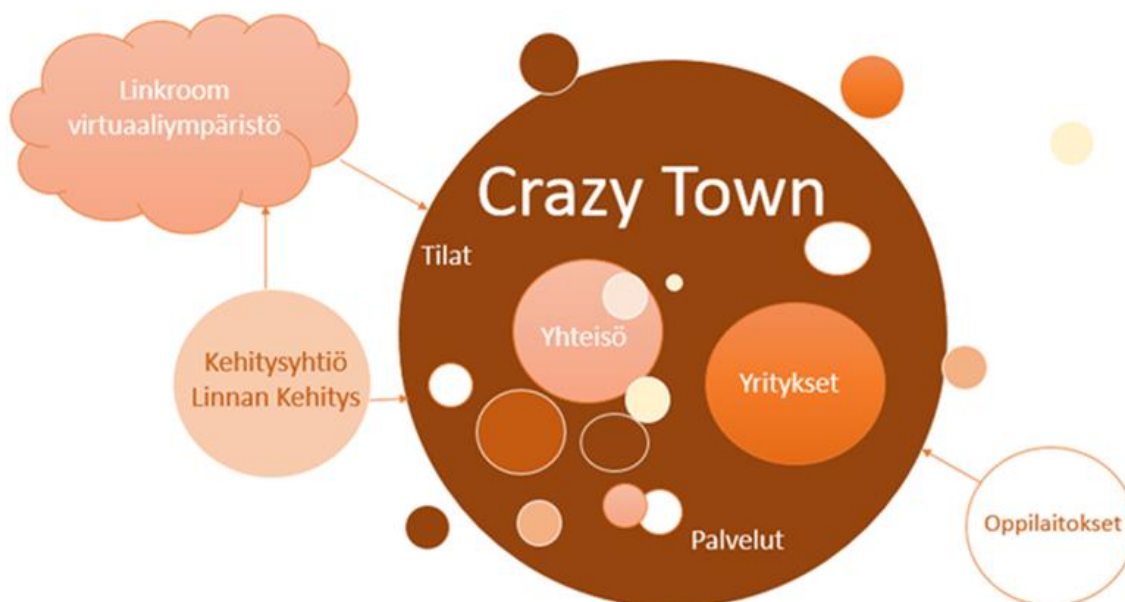 Linkroom
virtuaaliympäristö
Crazy Town
Tilat
Yhteisö
Kehitysyhtiö
Linnan Kehitys
Yritykset
Oppilaitokset
Palvelut